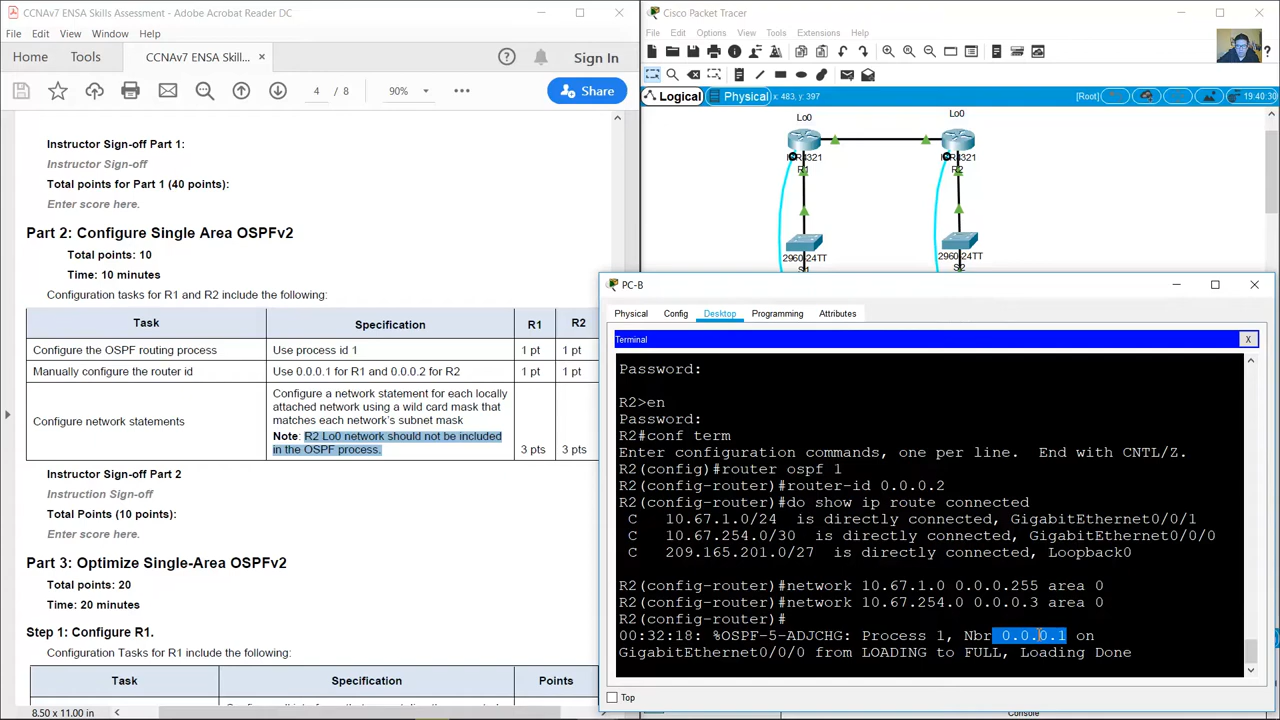 CCNAv7 ENSA Skills Assessment - Adobe Acrobat Reader DC
File Edit View Window Help
Home Tools CCNAv7 ENSA Skills... × Sign In
4 / 8 90% Share
Instructor Sign-off Part 1:
Instructor Sign-off
Total points for Part 1 (40 points):
Enter score here.
Part 2: Configure Single Area OSPFv2
Total points: 10
Time: 10 minutes
Configuration tasks for R1 and R2 include the following:
Task Specification R1 R2
Configure the OSPF routing process Use process id 1 1 pt 1 pt
Manually configure the router id Use 0.0.0.1 for R1 and 0.0.0.2 for R2 1 pt 1 pt
Configure network statements
Configure a network statement for each locally
attached network using a wild card mask that
matches each network's subnet mask
Note: R2 Lo0 network should not be included
in the OSPF process.
3 pts 3 pts
Instructor Sign-off Part 2
Instruction Sign-off
Total Points (10 points):
Enter score here.
Part 3: Optimize Single-Area OSPFv2
Total points: 20
Time: 20 minutes
Step 1: Configure R1.
Configuration Tasks for R1 include the following:
Task Specification Points
8.50 x 11.00 in
Cisco Packet Tracer
File Edit View Options Tools Extensions Help
Logical Physical x: 483, y: 397 [Root] 19:40:30
Lo0 Lo0
R1 R2
2960-24TT 2960-24TT
S1 S2
PC-B
Physical Config Desktop Programming Attributes
Terminal X
Password:
R2>en
Password:
R2#conf term
Enter configuration commands, one per line. End with CNTL/Z.
R2(config)#router ospf 1
R2(config-router)#router-id 0.0.0.2
R2(config-router)#do show ip route connected
C 10.67.1.0/24 is directly connected, GigabitEthernet0/0/1
C 10.67.254.0/30 is directly connected, GigabitEthernet0/0/0
C 209.165.201.0/27 is directly connected, Loopback0
R2(config-router)#network 10.67.1.0 0.0.0.255 area 0
R2(config-router)#network 10.67.254.0 0.0.0.3 area 0
R2(config-router)#
00:32:18: %OSPF-5-ADJCHG: Process 1, Nbr 0.0.0.1 on
GigabitEthernet0/0/0 from LOADING to FULL, Loading Done
Top
Console